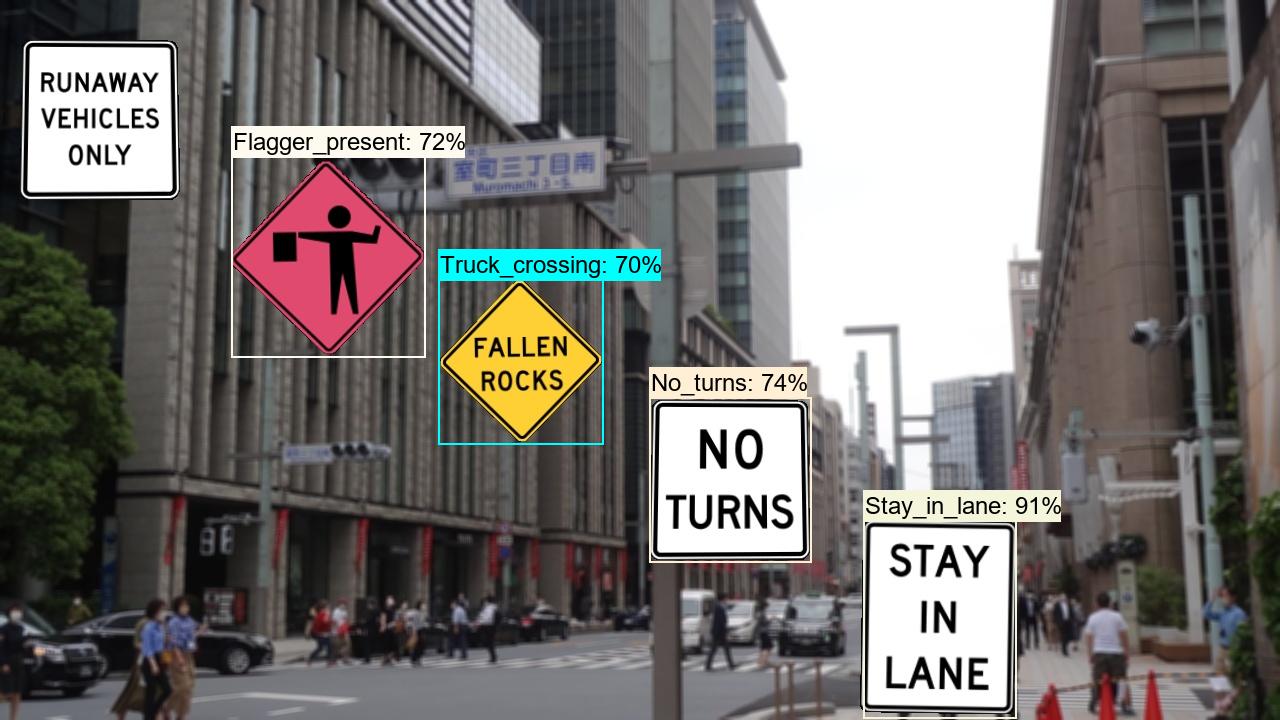 RUNAWAY
VEHICLES
ONLY
Flagger_present: 72%
室町三丁目南
Muromachi 3 -S.
Truck_crossing: 70%
FALLEN
ROCKS
No_turns: 74%
NO
TURNS
Stay_in_lane: 91%
STAY
IN
LANE